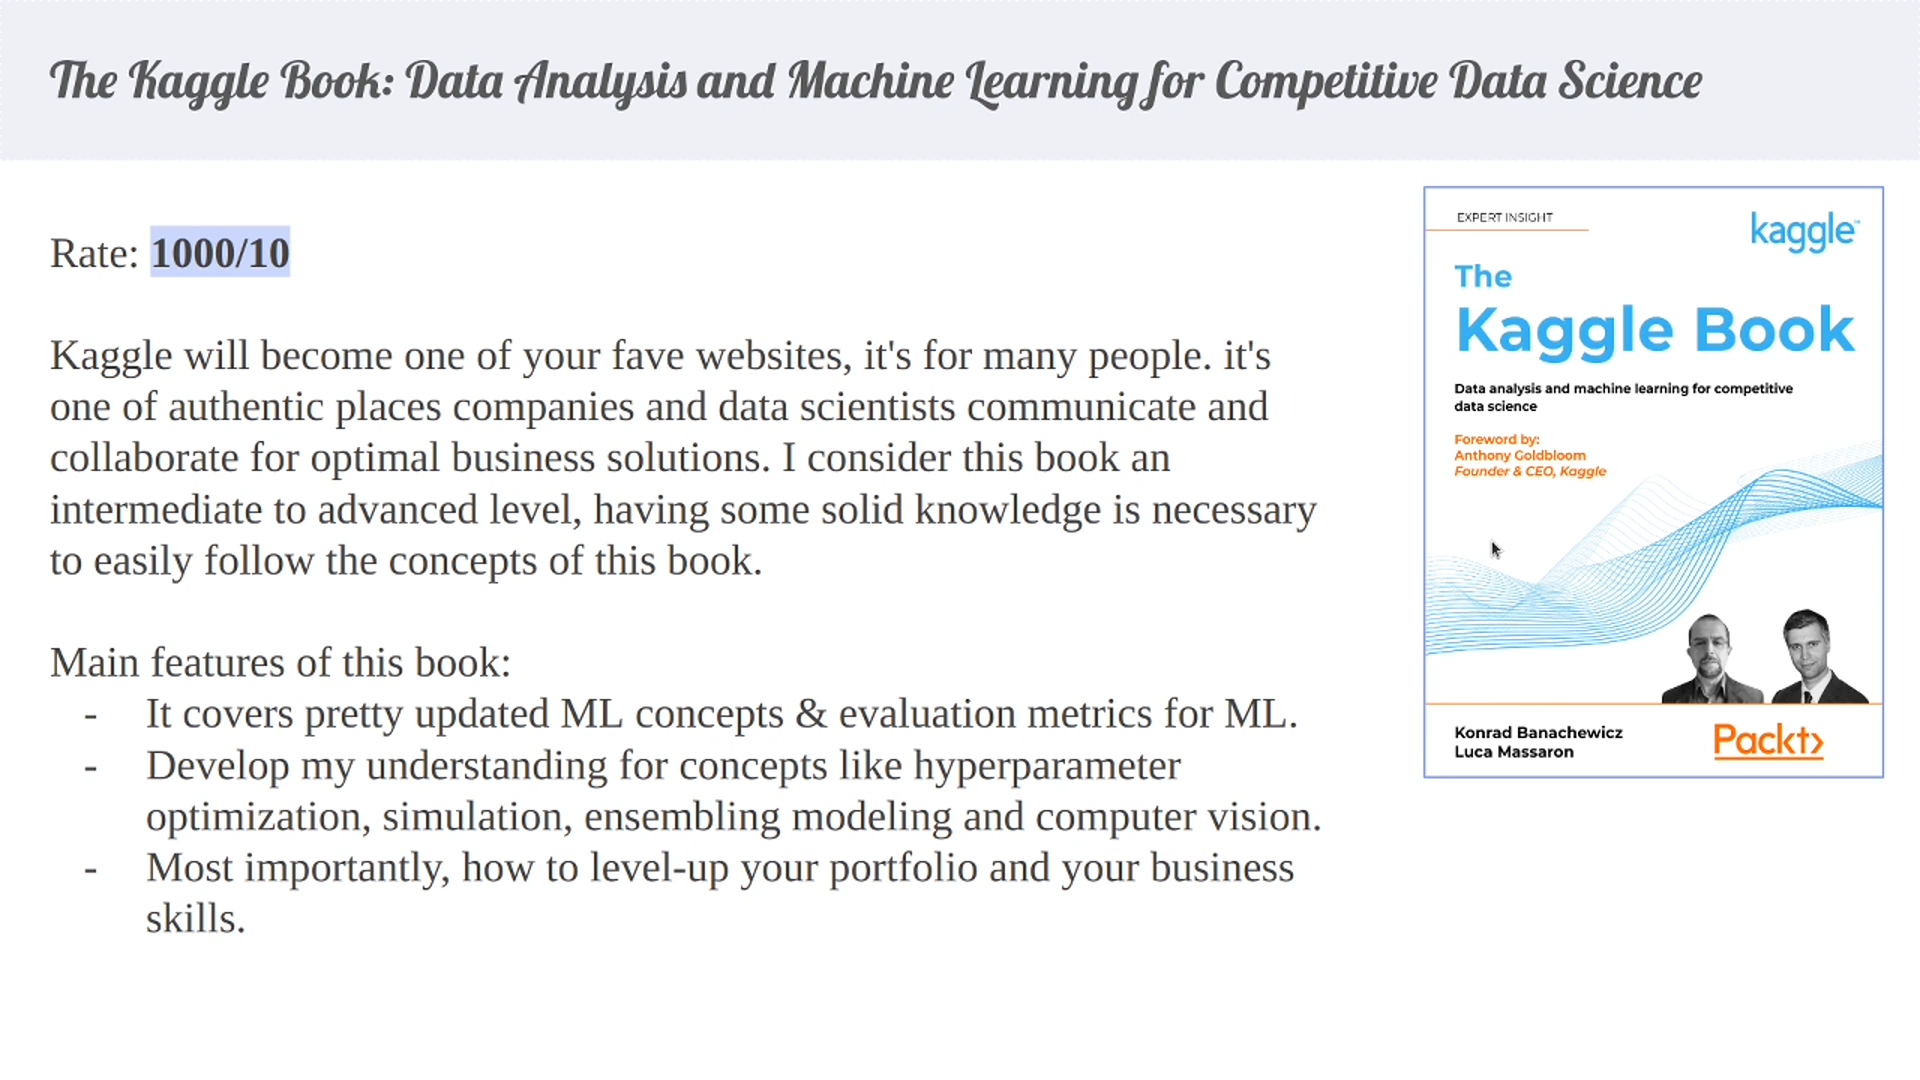 The Kaggle Book: Data Analysis and Machine Learning for Competitive Data Science
Rate: 1000/10
Kaggle will become one of your fave websites, it's for many people. it's
one of authentic places companies and data scientists communicate and
collaborate for optimal business solutions. I consider this book an
intermediate to advanced level, having some solid knowledge is necessary
to easily follow the concepts of this book.
Main features of this book:
- It covers pretty updated ML concepts & evaluation metrics for ML.
- Develop my understanding for concepts like hyperparameter
optimization, simulation, ensembling modeling and computer vision.
- Most importantly, how to level-up your portfolio and your business
skills.
EXPERT INSIGHT
kaggle™
The
Kaggle Book
Data analysis and machine learning for competitive
data science
Foreword by:
Anthony Goldbloom
Founder & CEO, Kaggle
Konrad Banachewicz
Luca Massaron
Packt>